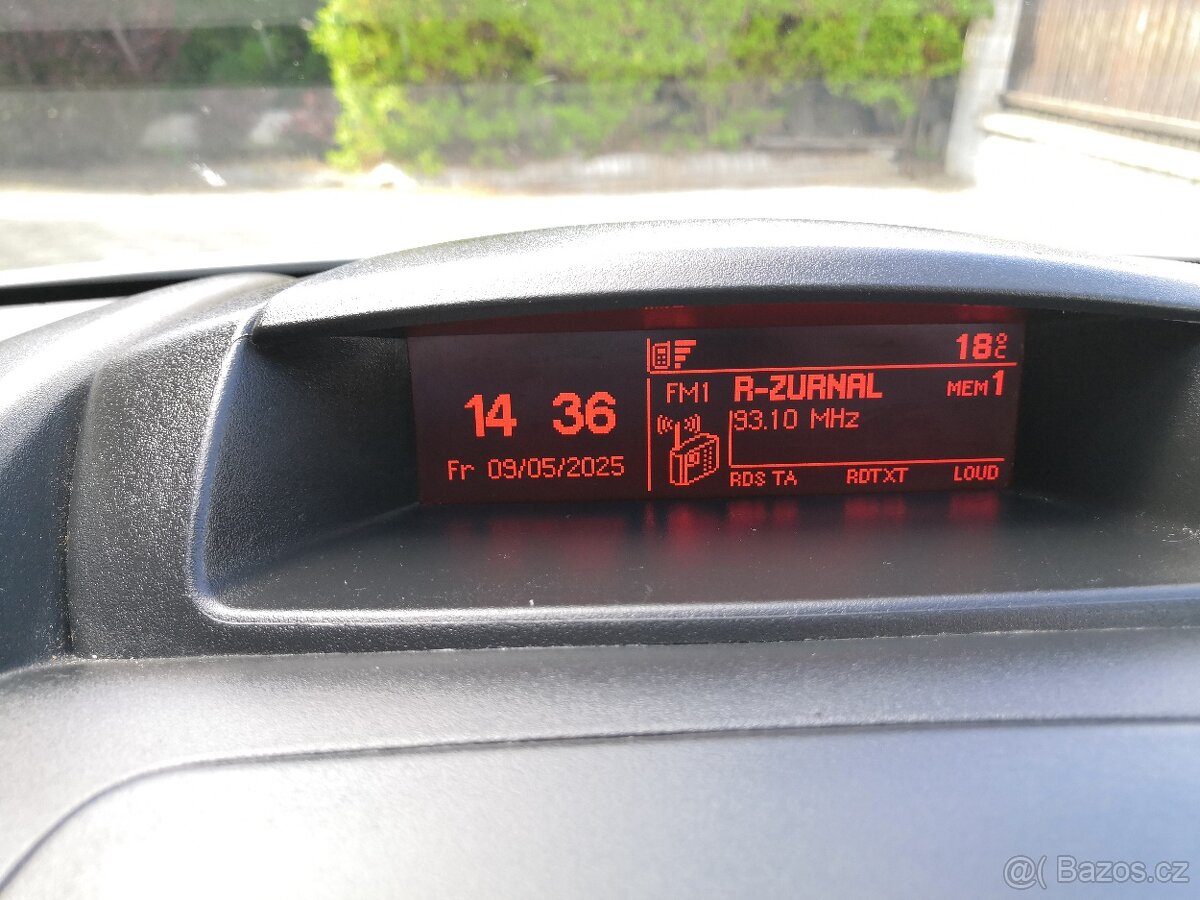 14 36
Fr 09/05/2025
18°C
FM1 R-ZURNAL MEM 1
93.10 MHz
RDS TA RDTXT LOUD
@( Bazos.cz